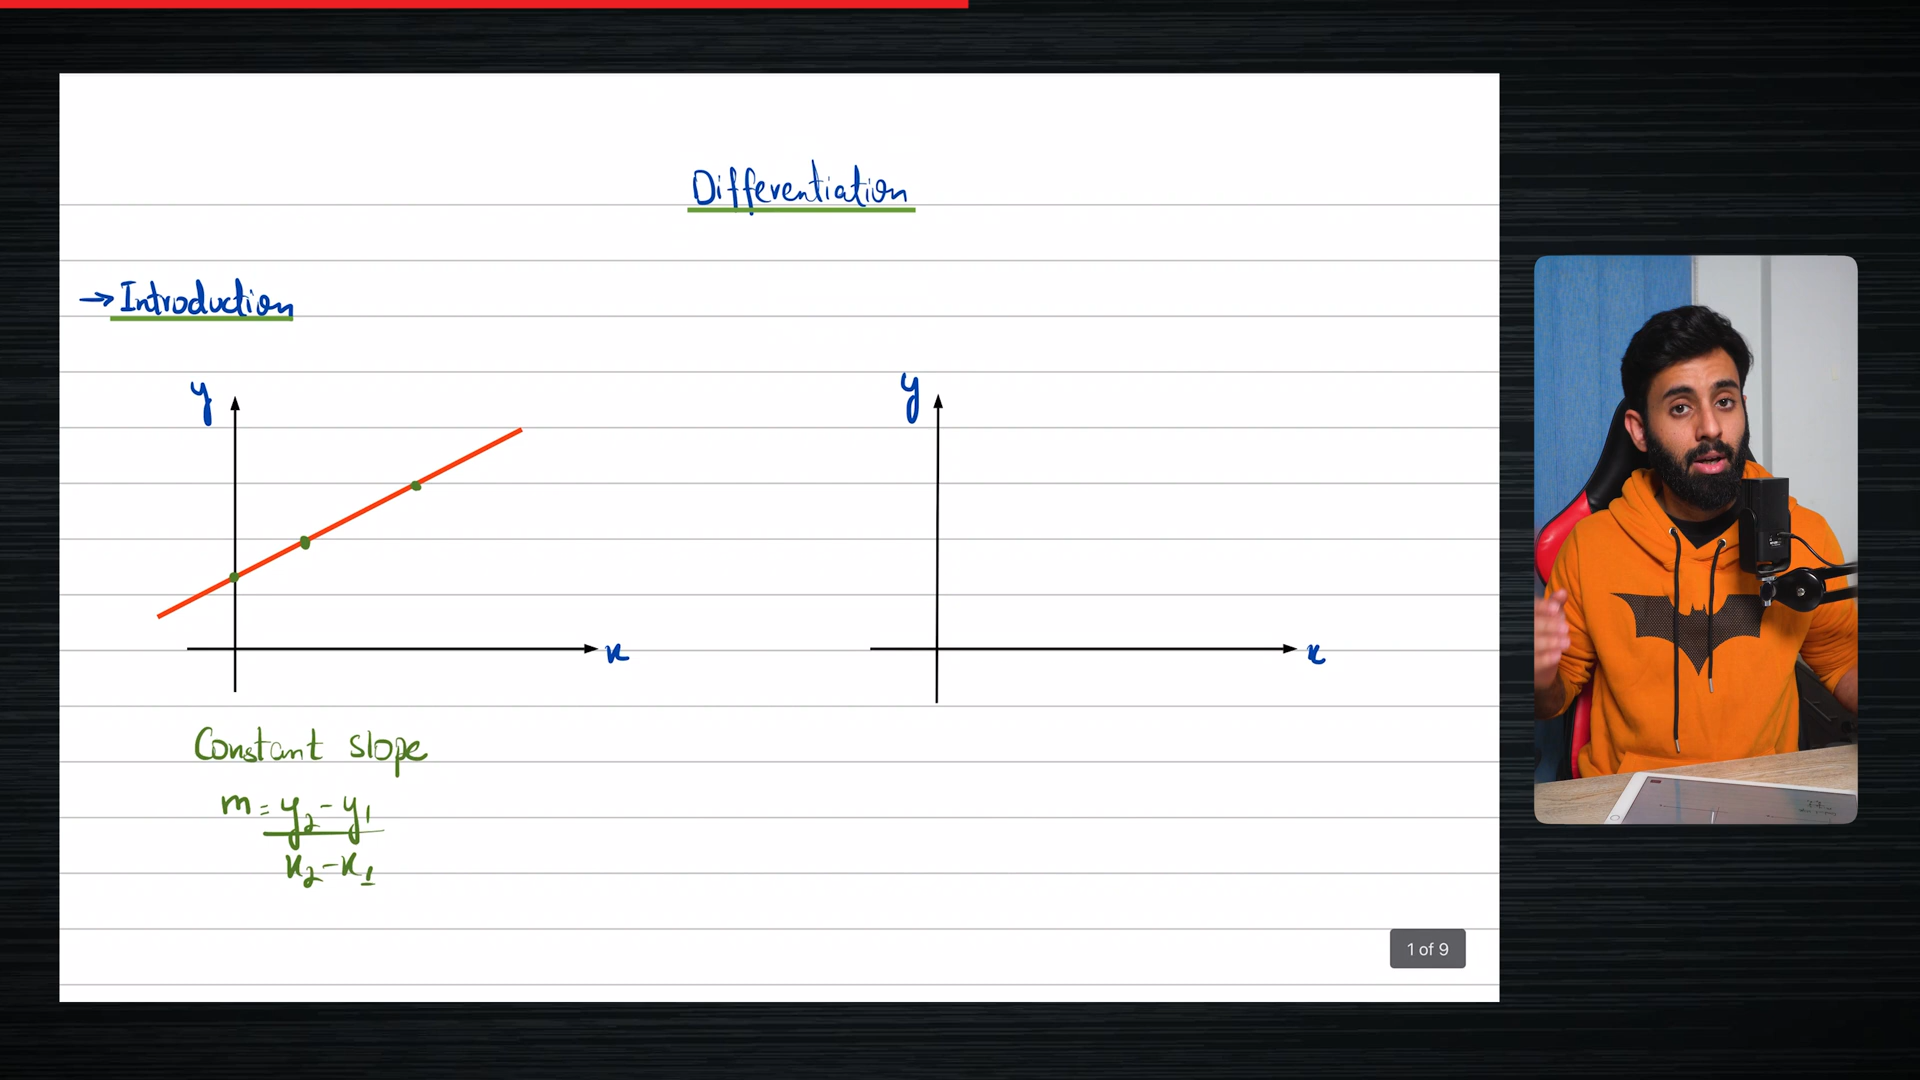 Differentiation
→ Introduction
y
x
y
x
Constant slope
m = y₂ - y₁
x₂ - x₁
1 of 9